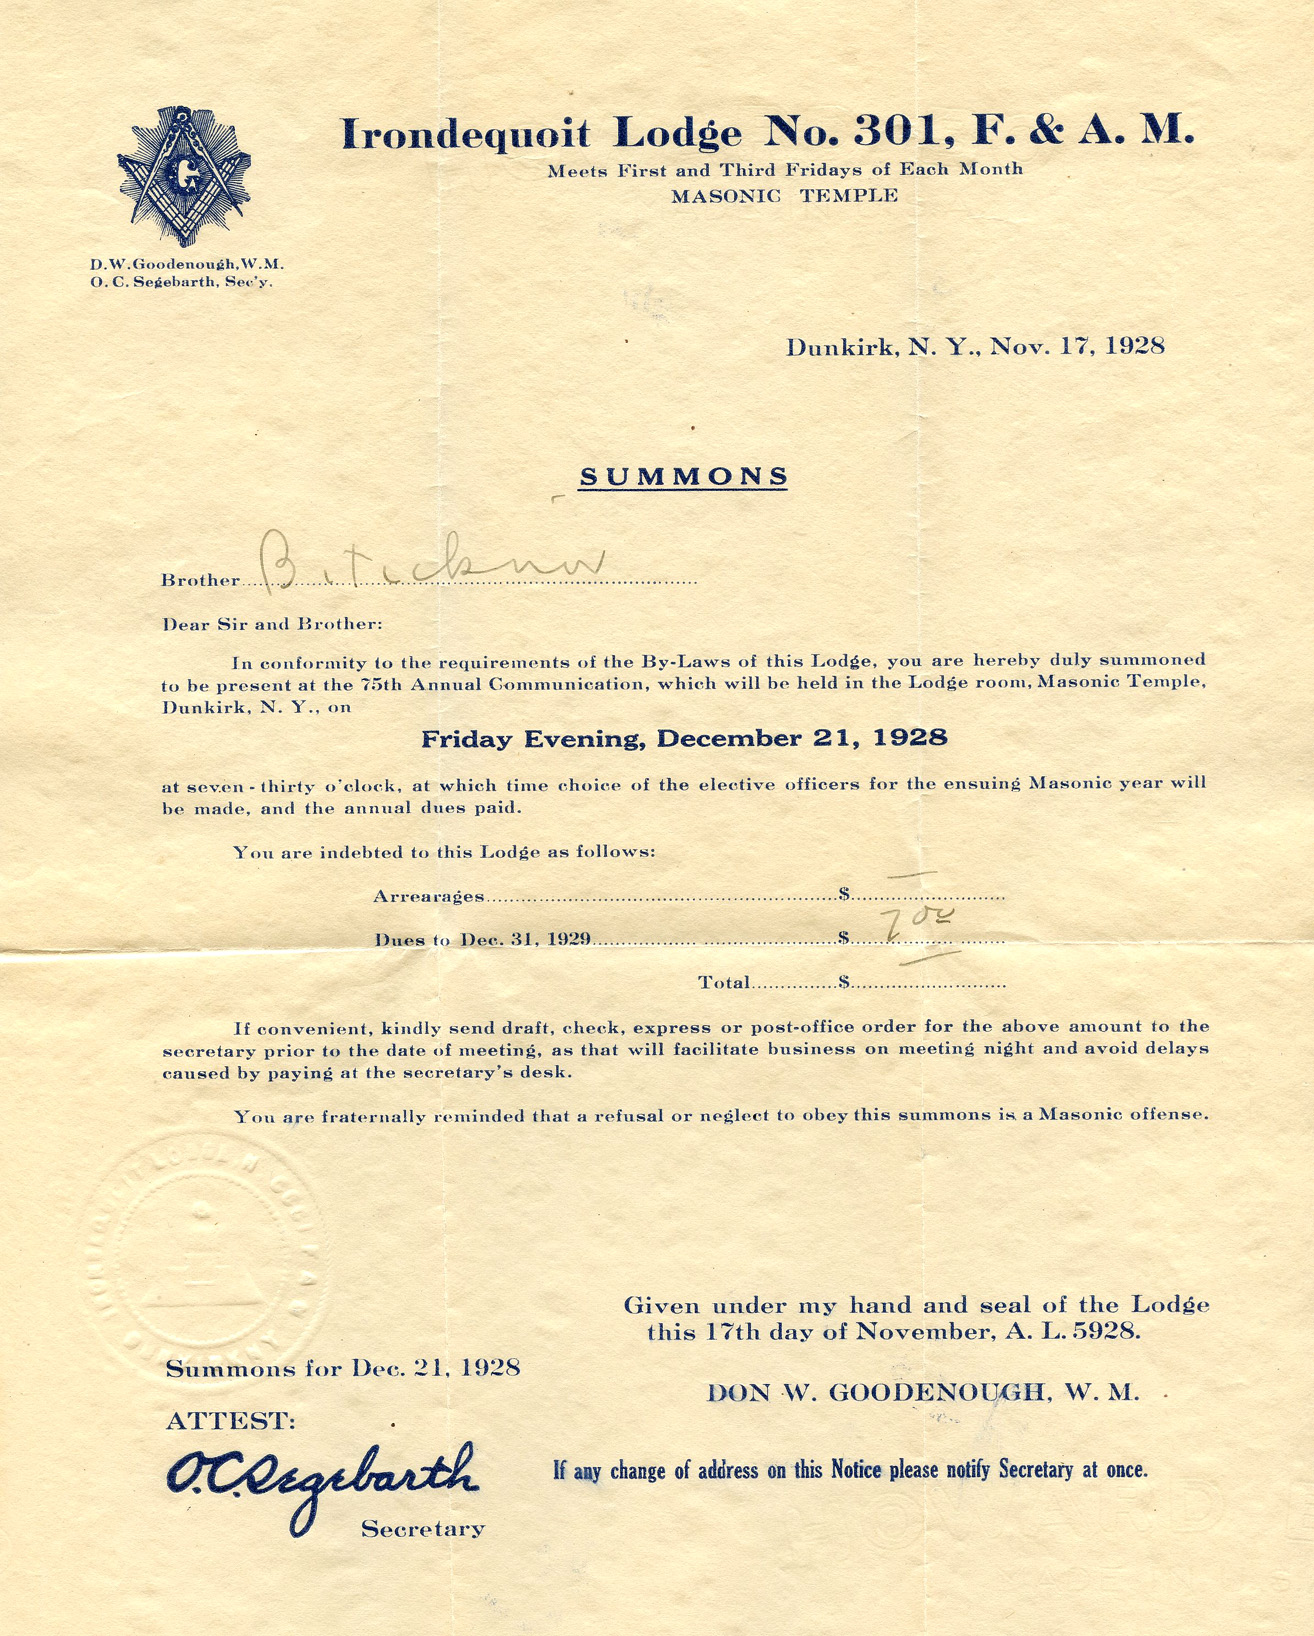 Irondequoit Lodge No. 301, F. & A. M.
Meets First and Third Fridays of Each Month
MASONIC TEMPLE
G
D.W.Goodenough,W.M.
O. C. Segebarth, Sec'y.
Dunkirk, N. Y., Nov. 17, 1928
SUMMONS
Brother
Dear Sir and Brother:
In conformity to the requirements of the By-Laws of this Lodge, you are hereby duly summoned
to be present at the 75th Annual Communication, which will be held in the Lodge room, Masonic Temple,
Dunkirk, N. Y., on
Friday Evening, December 21, 1928
at seven-thirty o'clock, at which time choice of the elective officers for the ensuing Masonic year will
be made, and the annual dues paid.
You are indebted to this Lodge as follows:
Arrearages $ —
Dues to Dec. 31, 1929 $ 7 00
Total $
If convenient, kindly send draft, check, express or post-office order for the above amount to the
secretary prior to the date of meeting, as that will facilitate business on meeting night and avoid delays
caused by paying at the secretary's desk.
You are fraternally reminded that a refusal or neglect to obey this summons is a Masonic offense.
Given under my hand and seal of the Lodge
this 17th day of November, A. L. 5928.
Summons for Dec. 21, 1928
DON W. GOODENOUGH, W. M.
ATTEST:
O.C. Segebarth
If any change of address on this Notice please notify Secretary at once.
Secretary